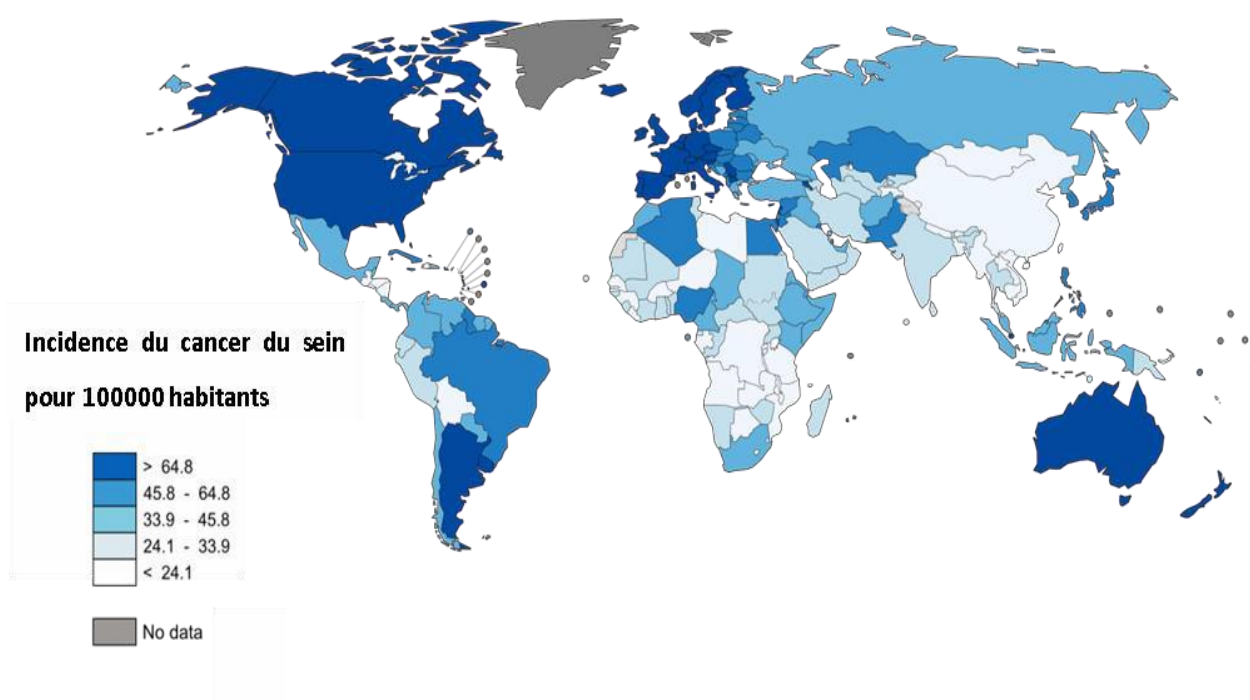 Incidence du cancer du sein
pour 100000 habitants
> 64.8
45.8 - 64.8
33.9 - 45.8
24.1 - 33.9
< 24.1
No data